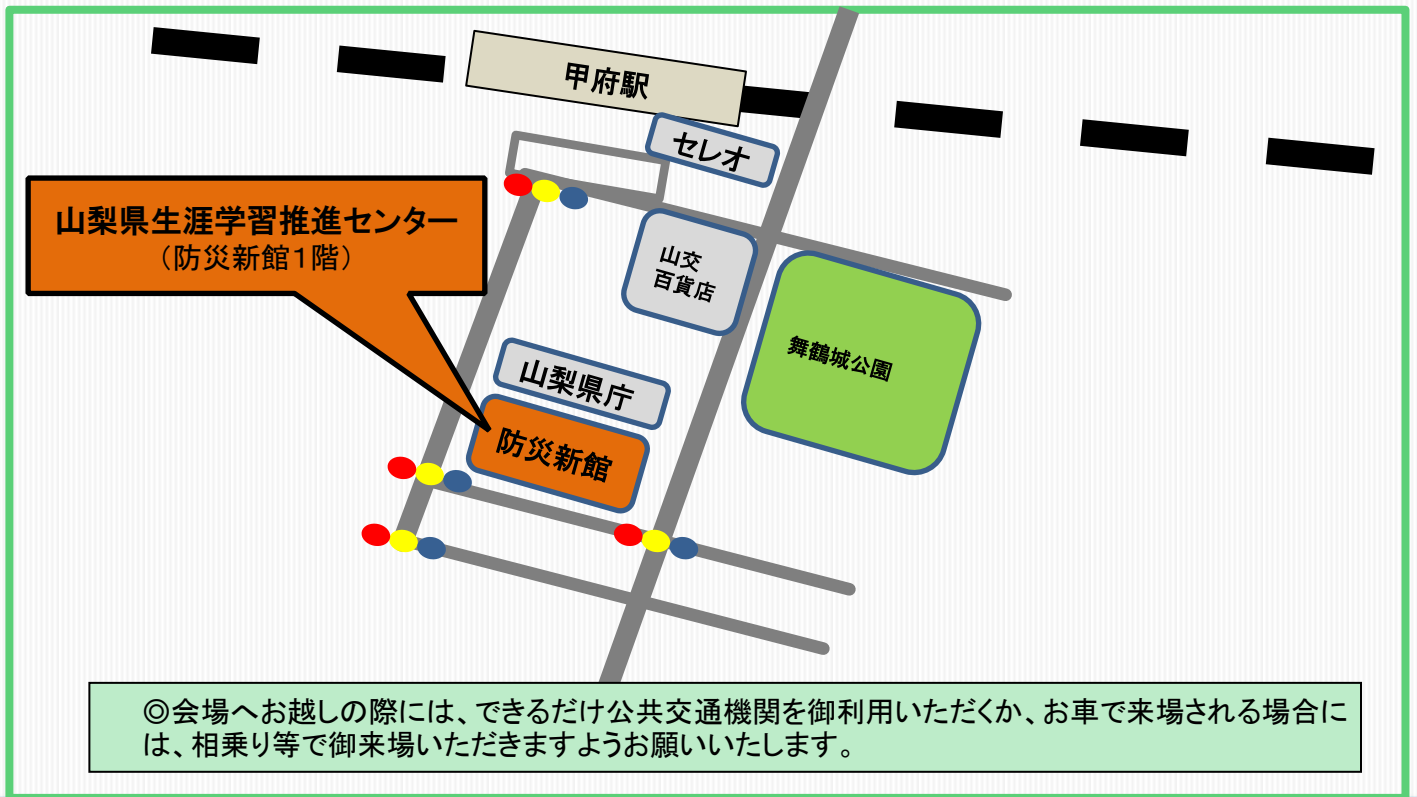 甲府駅
セレオ
山梨県生涯学習推進センター
（防災新館１階）
山交
百貨店
舞鶴城公園
山梨県庁
防災新館
◎会場へお越しの際には、できるだけ公共交通機関を御利用いただくか、お車で来場される場合に
は、相乗り等で御来場いただきますようお願いいたします。